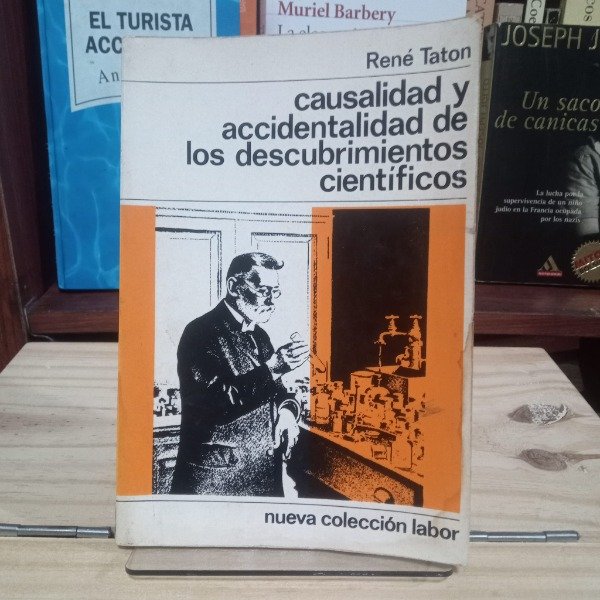 EL TURISTA
ACC
An
Muriel Barbery
JOSEPH J
Un saco
de canicas
La lucha por la
supervivencia de un niño
judío en la Francia ocupada
por los nazis
René Taton
causalidad y
accidentalidad de
los descubrimientos
científicos
nueva colección labor